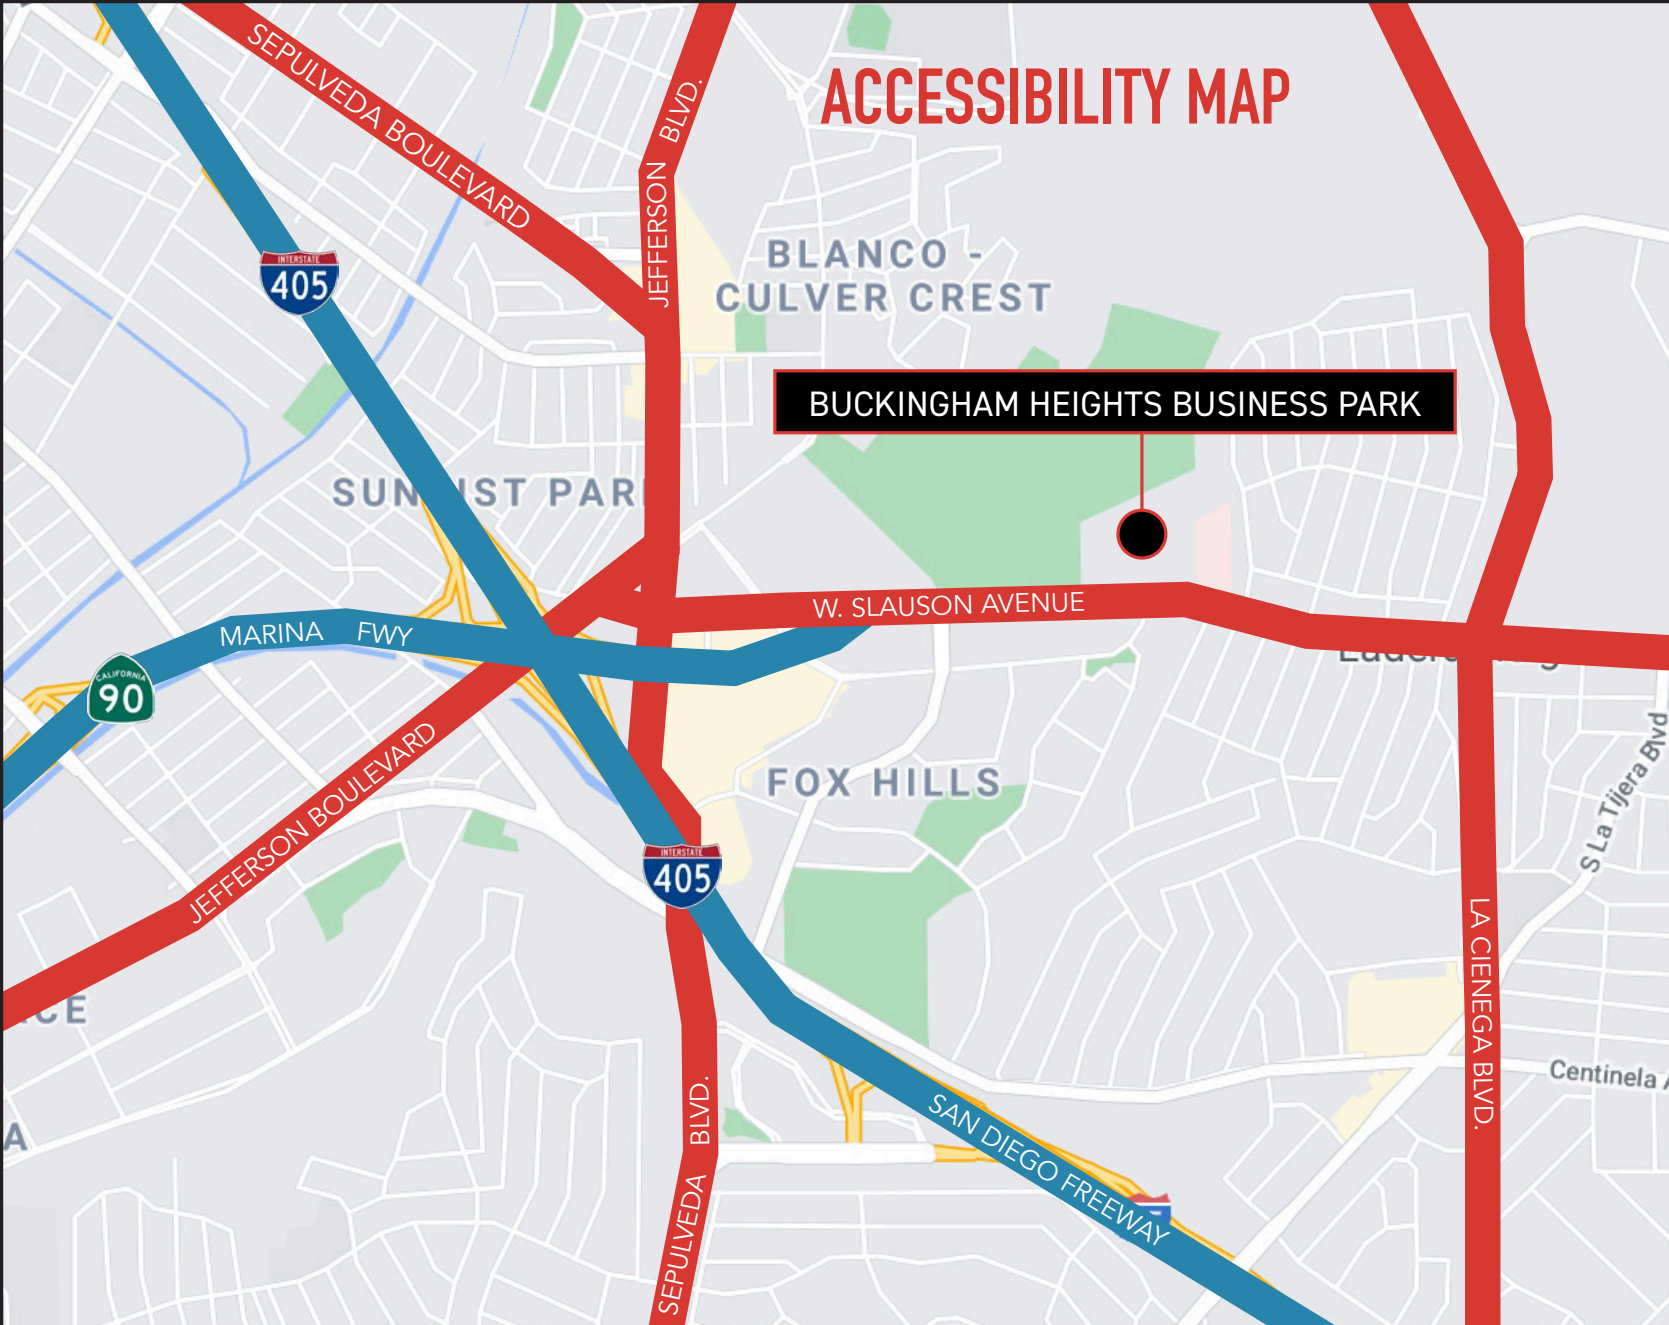 ACCESSIBILITY MAP
SEPULVEDA BOULEVARD
JEFFERSON BLVD.
INTERSTATE
405
BLANCO -
CULVER CREST
BUCKINGHAM HEIGHTS BUSINESS PARK
W. SLAUSON AVENUE
MARINA FWY
CALIFORNIA
90
JEFFERSON BOULEVARD
FOX HILLS
S La Tijera Blvd
INTERSTATE
405
LA CIENEGA BLVD.
Centinela
SAN DIEGO FREEWAY
SEPULVEDA BLVD.